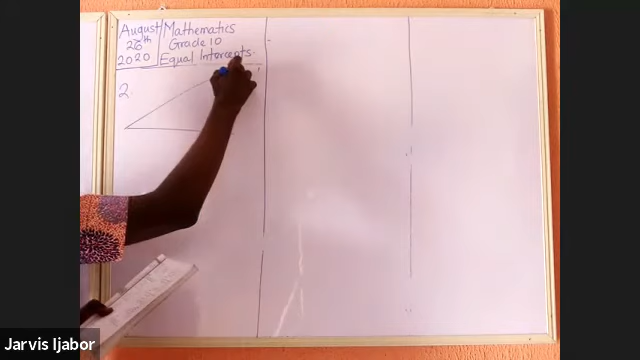 August
26th
2020
Mathematics
Grade 10
Equal Intercepts.
2.
Jarvis Ijabor